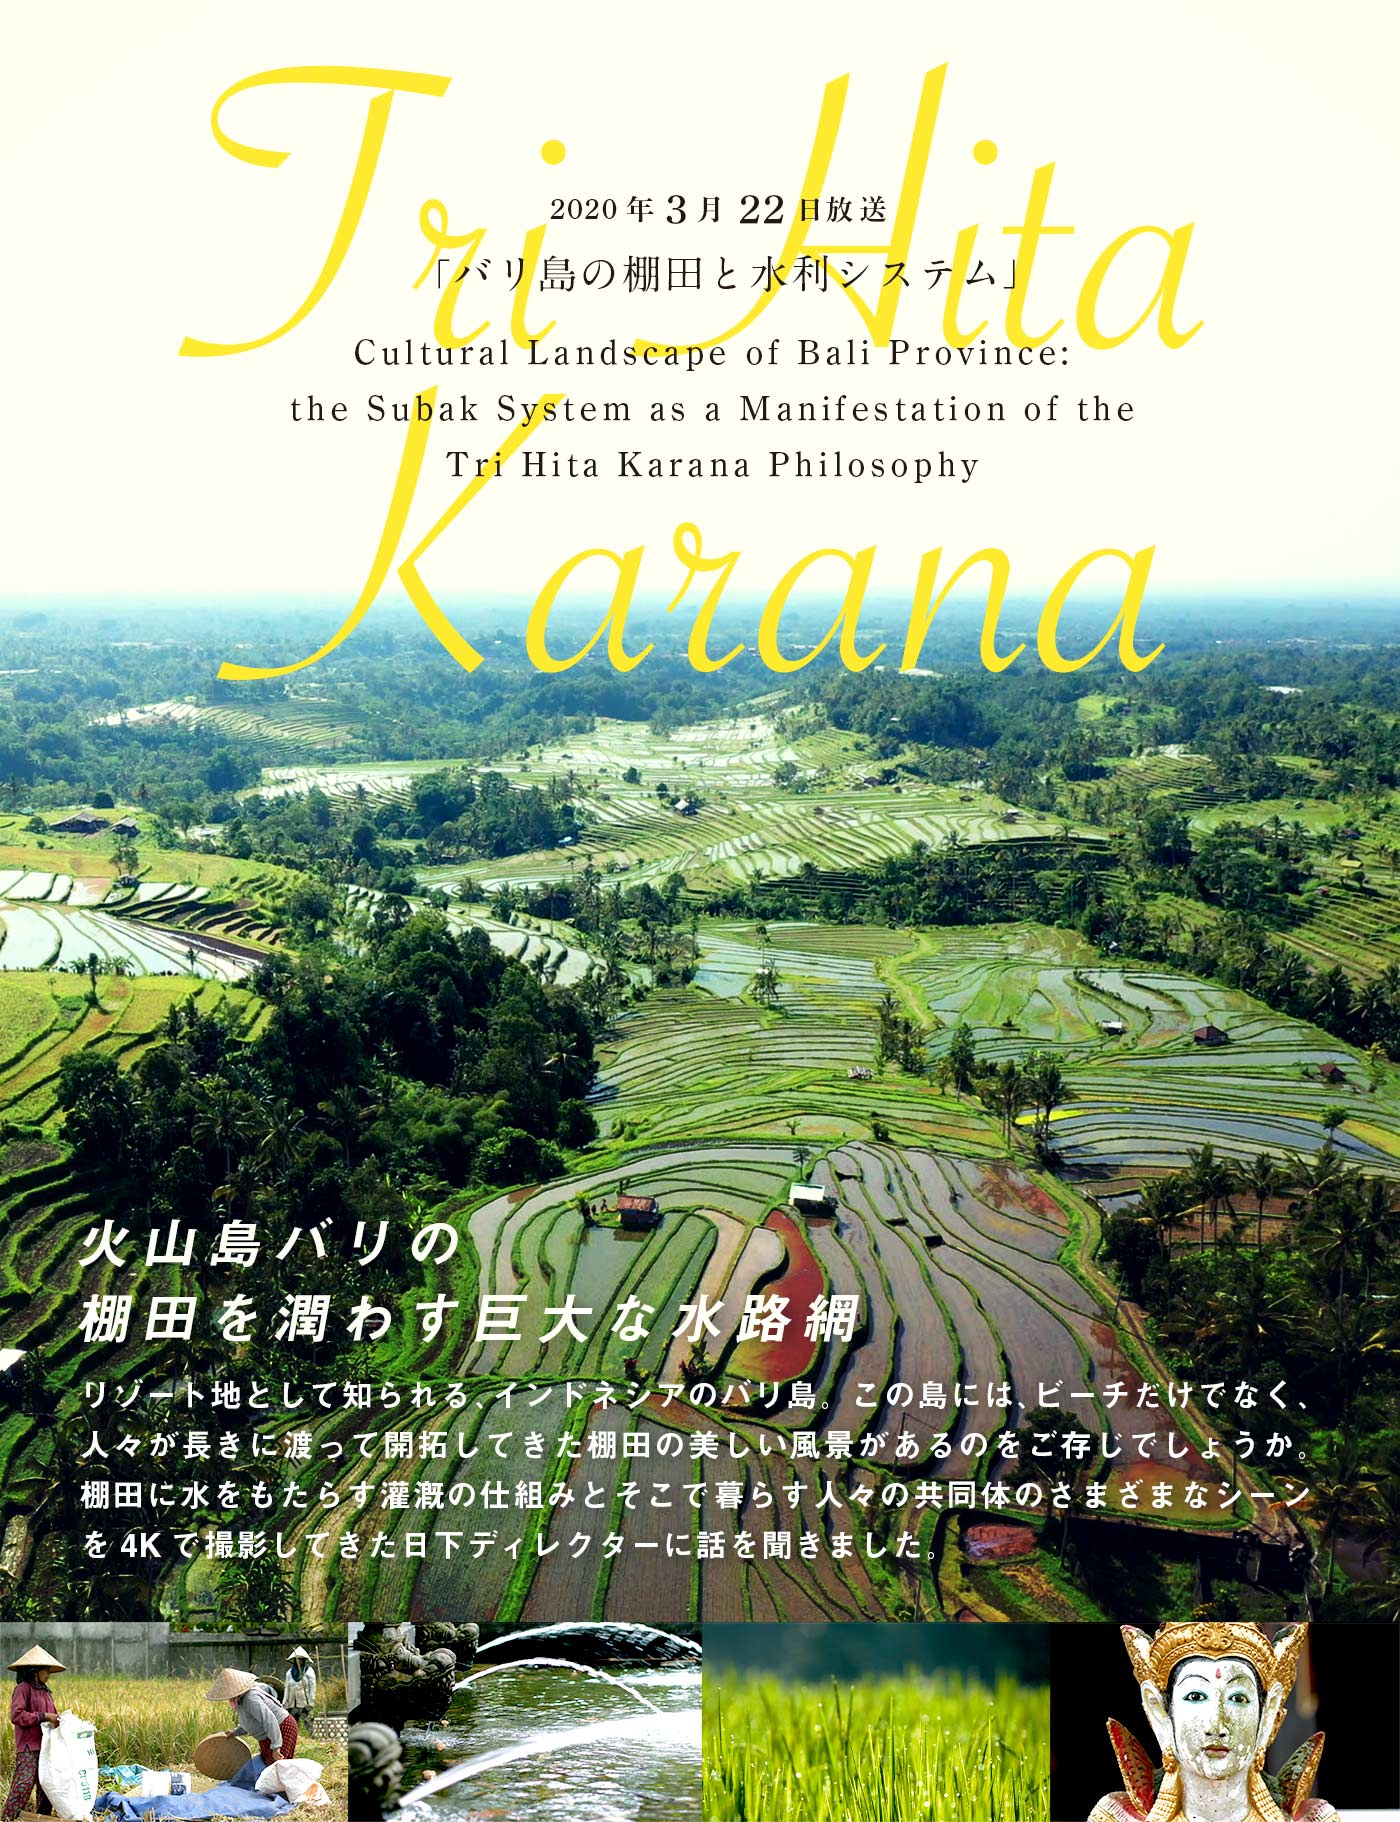 Tri Hita
2020年3月22日放送
「バリ島の棚田と水利システム」
Cultural Landscape of Bali Province:
the Subak System as a Manifestation of the
Tri Hita Karana Philosophy
Karana
火山島バリの
棚田を潤わす巨大な水路網
リゾート地として知られる、インドネシアのバリ島。この島には、ビーチだけでなく、
人々が長きに渡って開拓してきた棚田の美しい風景があるのをご存じでしょうか。
棚田に水をもたらす灌漑の仕組みとそこで暮らす人々の共同体のさまざまなシーン
を4Kで撮影してきた日下ディレクターに話を聞きました。